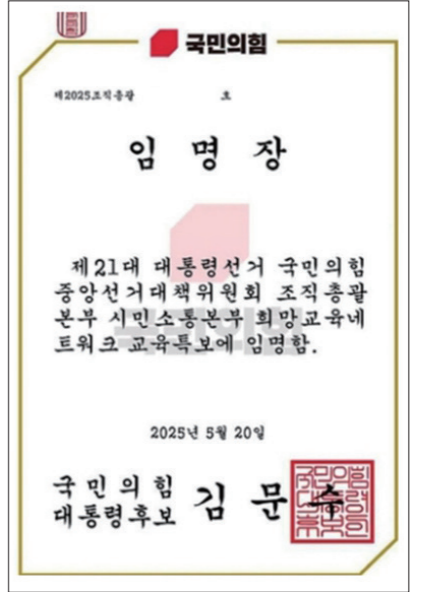 국민의힘
제2025조직총괄 호
임 명 장
제21대 대통령선거 국민의힘
중앙선거대책위원회 조직총괄
본부 시민소통본부 희망교육네
트워크 교육특보에 임명함.
2025년 5월 20일
국 민 의 힘
대통령후보 김 문 수